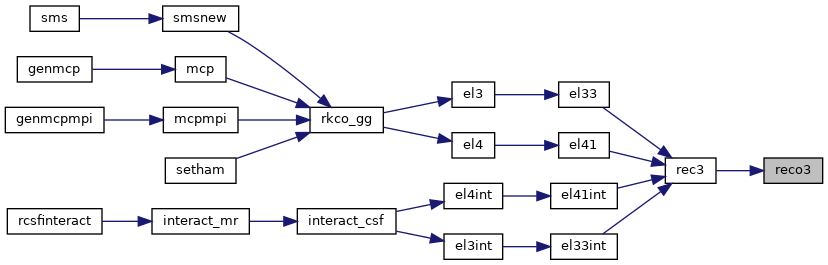 sms
smsnew
genmcp
mcp
genmcpmpi
mcpmpi
setham
rkco_gg
el3
el33
el4
el41
rec3
reco3
el4int
el41int
rcsfinteract
interact_mr
interact_csf
el3int
el33int